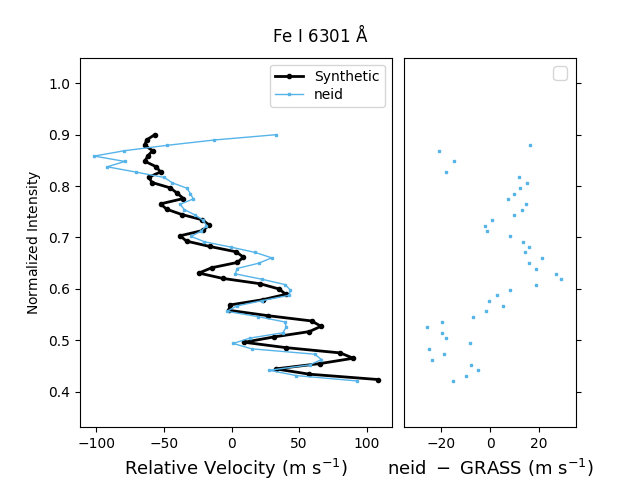 Fe I 6301 Å
Synthetic
neid
1.0
0.9
0.8
0.7
0.6
0.5
0.4
Normalized Intensity
−100
−50
0
50
100
−20
0
20
Relative Velocity (m s⁻¹)
neid − GRASS (m s⁻¹)